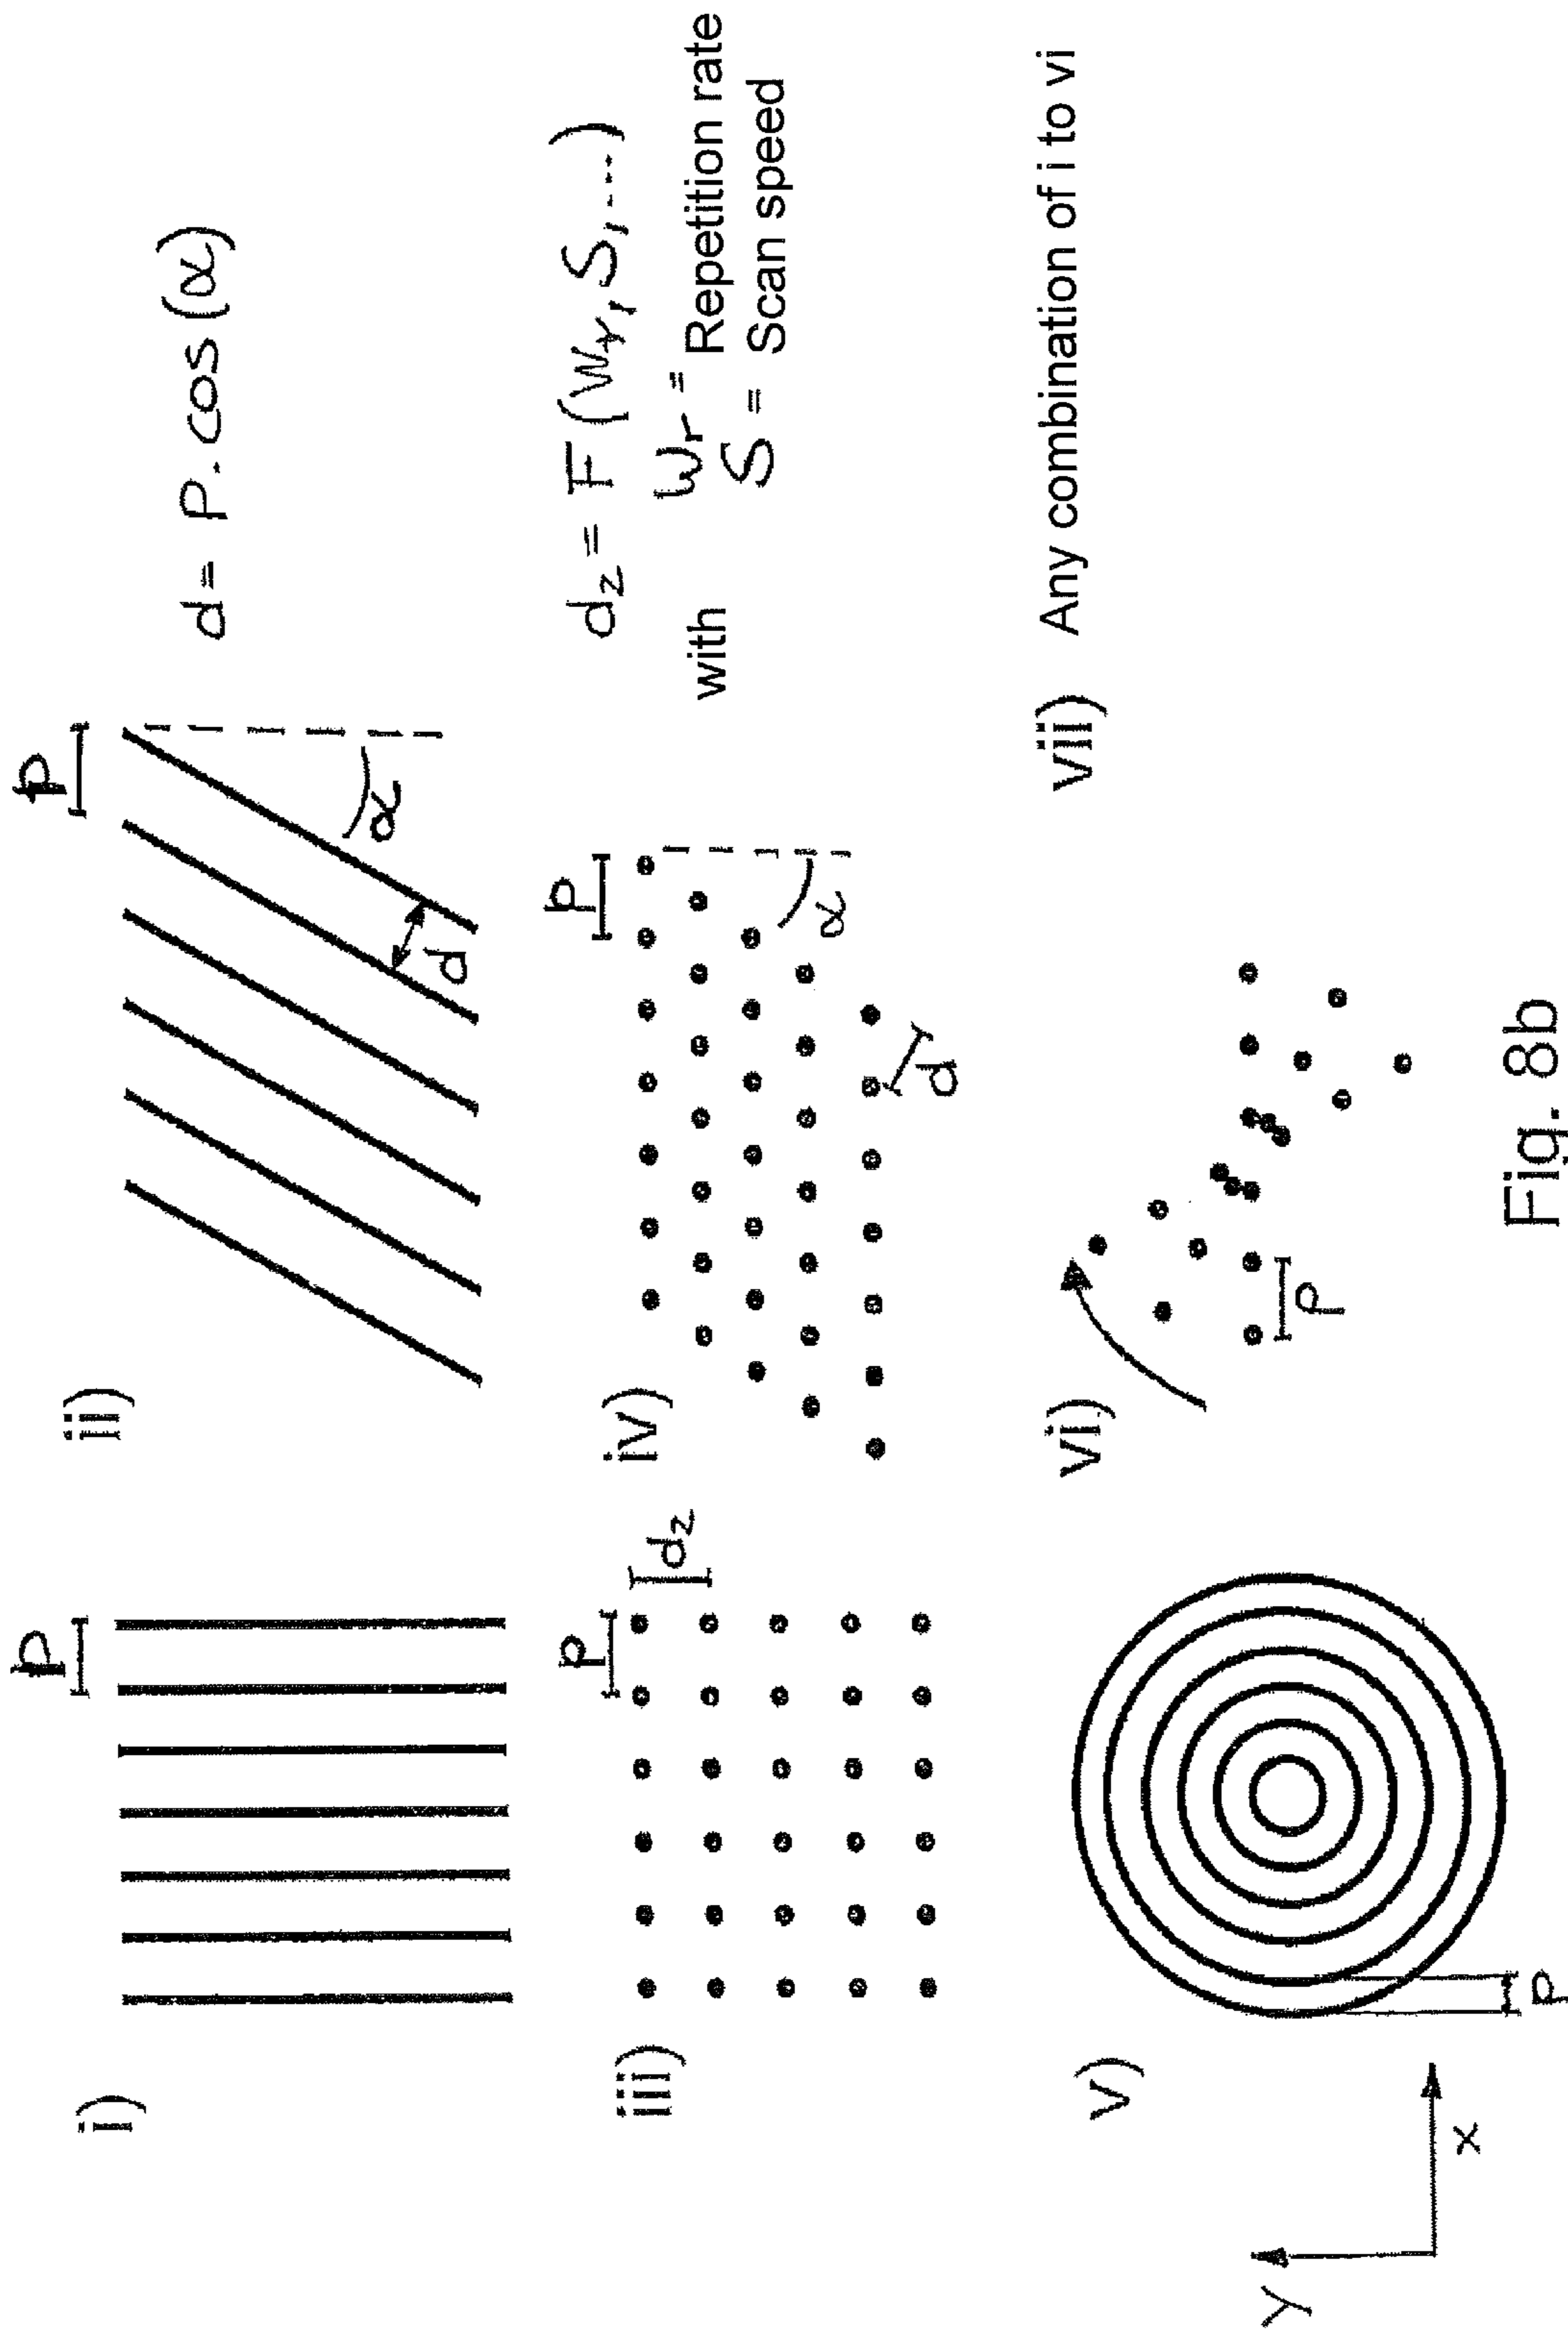 i)
P
ii)
P
α
d
d = P. cos (α)
iii)
P
dz
iv)
P
α
d
dz = F (Wr, S, ---)
with Wr = Repetition rate
S = Scan speed
v)
P
Y
x
vi)
P
vii) Any combination of i to vi
Fig. 8b